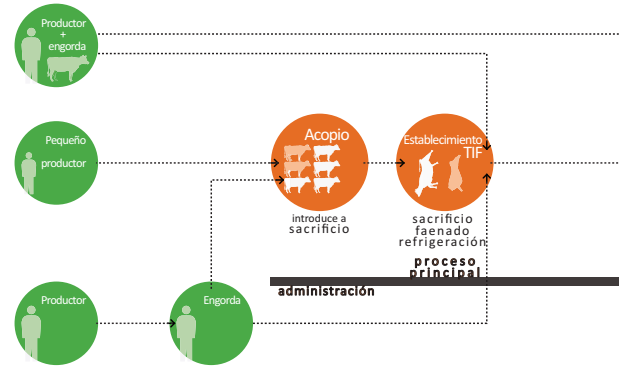 Productor
+
engorda
Pequeño
productor
Acopio
introduce a
sacrificio
Establecimiento
TIF
sacrificio
faenado
refrigeración
proceso
principal
administración
Productor
Engorda